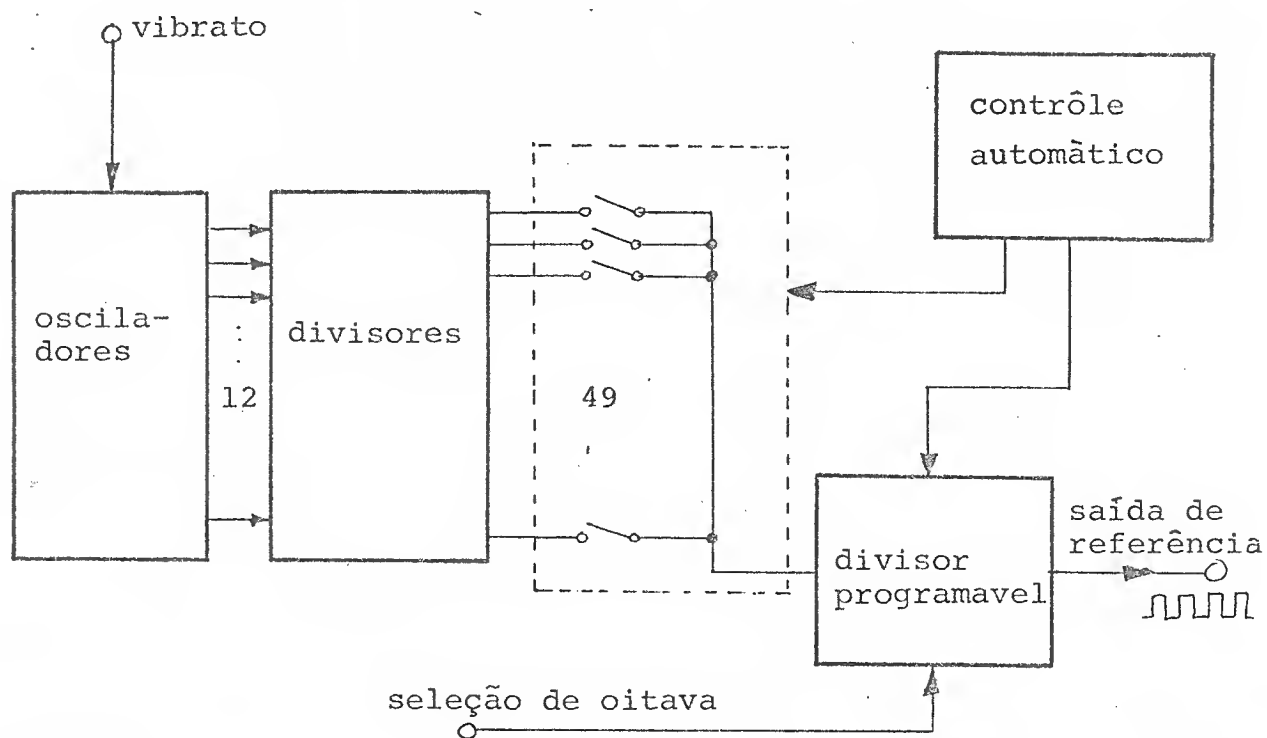 vibrato
contrôle
automàtico
oscila-
dores
divisores
12
49
saída de
referência
divisor
programavel
seleção de oitava